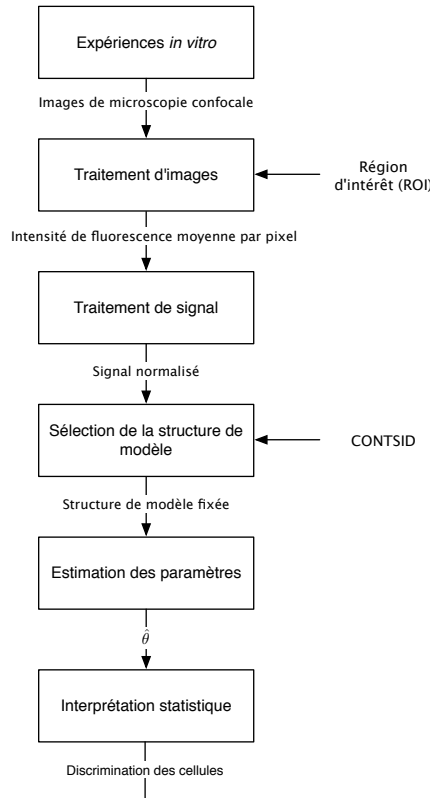 Expériences in vitro
Images de microscopie confocale
Traitement d'images
Région
d'intérêt (ROI)
Intensité de fluorescence moyenne par pixel
Traitement de signal
Signal normalisé
Sélection de la structure de
modèle
CONTSID
Structure de modèle fixée
Estimation des paramètres
θ̂
Interprétation statistique
Discrimination des cellules